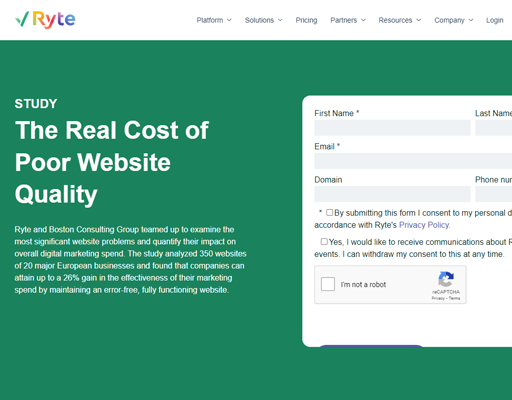 Ryte
Platform Solutions Pricing Partners Resources Company Login
STUDY
The Real Cost of
Poor Website
Quality
Ryte and Boston Consulting Group teamed up to examine the
most significant website problems and quantify their impact on
overall digital marketing spend. The study analyzed 350 websites
of 20 major European businesses and found that companies can
attain up to a 26% gain in the effectiveness of their marketing
spend by maintaining an error-free, fully functioning website.
First Name * Last Name
Email *
Domain Phone num
* By submitting this form I consent to my personal d
accordance with Ryte's Privacy Policy.
Yes, I would like to receive communications about R
events. I can withdraw my consent to this at any time.
I'm not a robot
reCAPTCHA
Privacy - Terms